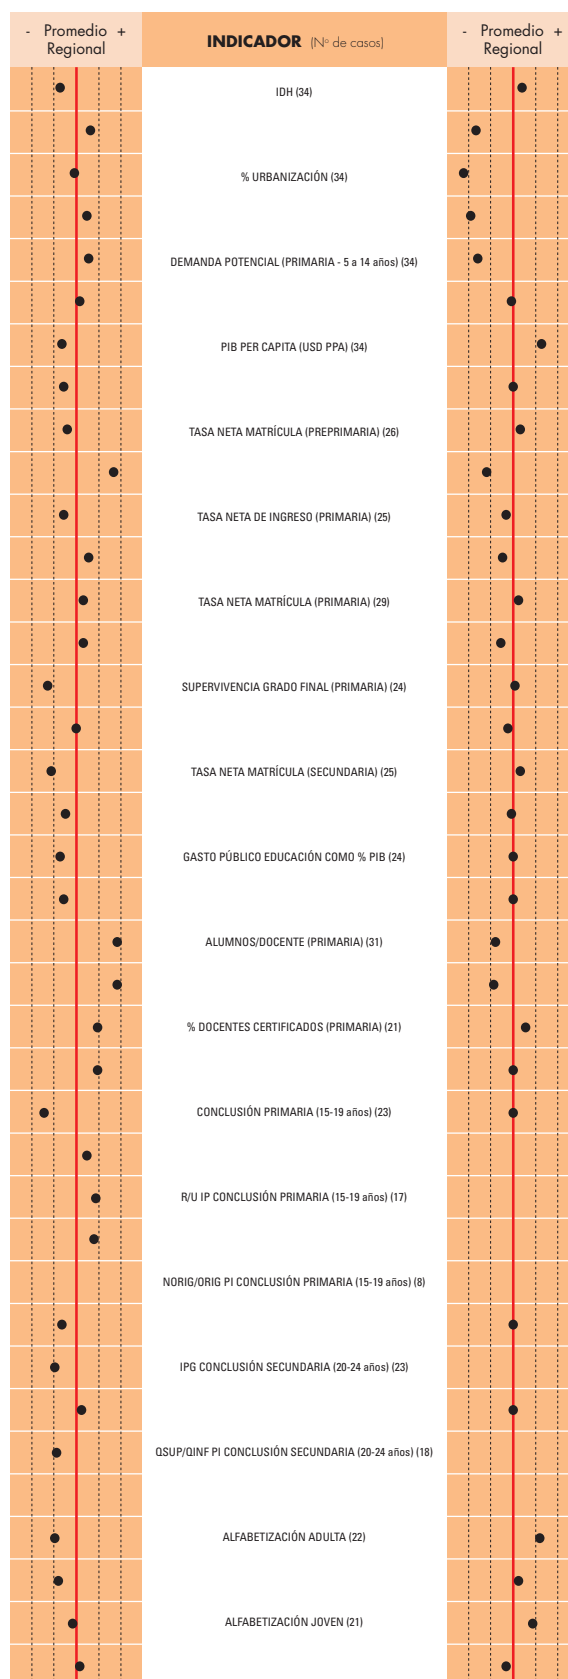 - Promedio +
Regional
INDICADOR (Nº de casos)
- Promedio +
Regional
IDH (34)
% URBANIZACIÓN (34)
DEMANDA POTENCIAL (PRIMARIA - 5 a 14 años) (34)
PIB PER CAPITA (USD PPA) (34)
TASA NETA MATRÍCULA (PREPRIMARIA) (26)
TASA NETA DE INGRESO (PRIMARIA) (25)
TASA NETA MATRÍCULA (PRIMARIA) (29)
SUPERVIVENCIA GRADO FINAL (PRIMARIA) (24)
TASA NETA MATRÍCULA (SECUNDARIA) (25)
GASTO PÚBLICO EDUCACIÓN COMO % PIB (24)
ALUMNOS/DOCENTE (PRIMARIA) (31)
% DOCENTES CERTIFICADOS (PRIMARIA) (21)
CONCLUSIÓN PRIMARIA (15-19 años) (23)
R/U IP CONCLUSIÓN PRIMARIA (15-19 años) (17)
NORIG/ORIG PI CONCLUSIÓN PRIMARIA (15-19 años) (8)
IPG CONCLUSIÓN SECUNDARIA (20-24 años) (23)
QSUP/QINF PI CONCLUSIÓN SECUNDARIA (20-24 años) (18)
ALFABETIZACIÓN ADULTA (22)
ALFABETIZACIÓN JOVEN (21)